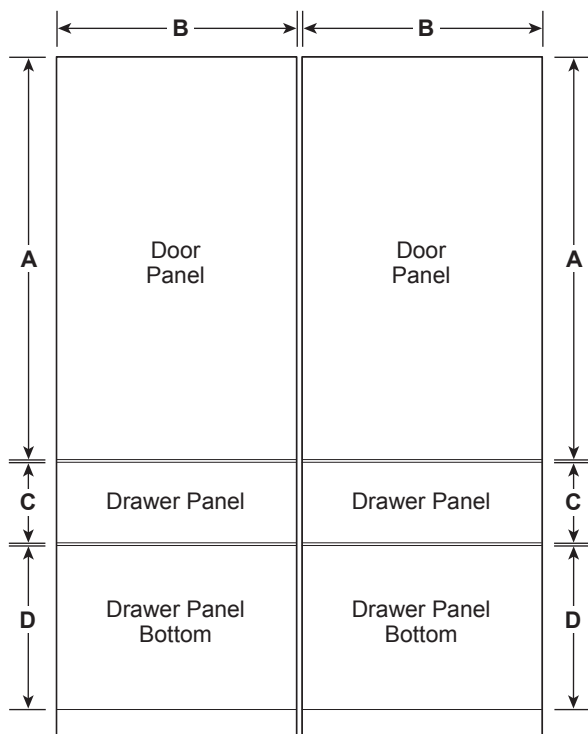 B B
A Door Panel Door Panel A
C Drawer Panel Drawer Panel C
D Drawer Panel Bottom Drawer Panel Bottom D